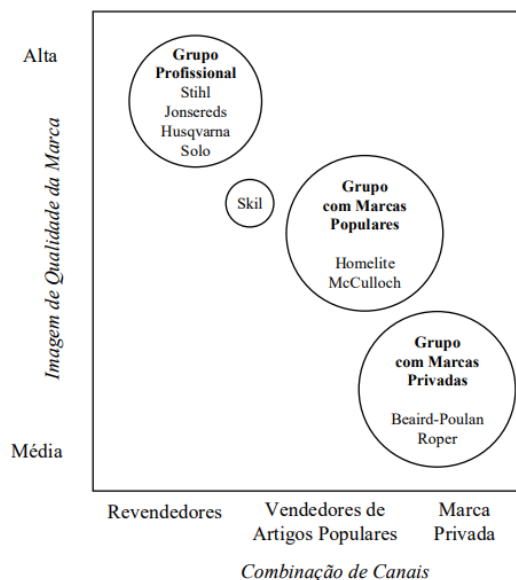 Alta
Imagem de Qualidade da Marca
Média
Grupo
Profissional
Stihl
Jonsereds
Husqvarna
Solo
Skil
Grupo
com Marcas
Populares
Homelite
McCulloch
Grupo
com Marcas
Privadas
Beaird-Poulan
Roper
Revendedores
Vendedores de
Artigos Populares
Marca
Privada
Combinação de Canais